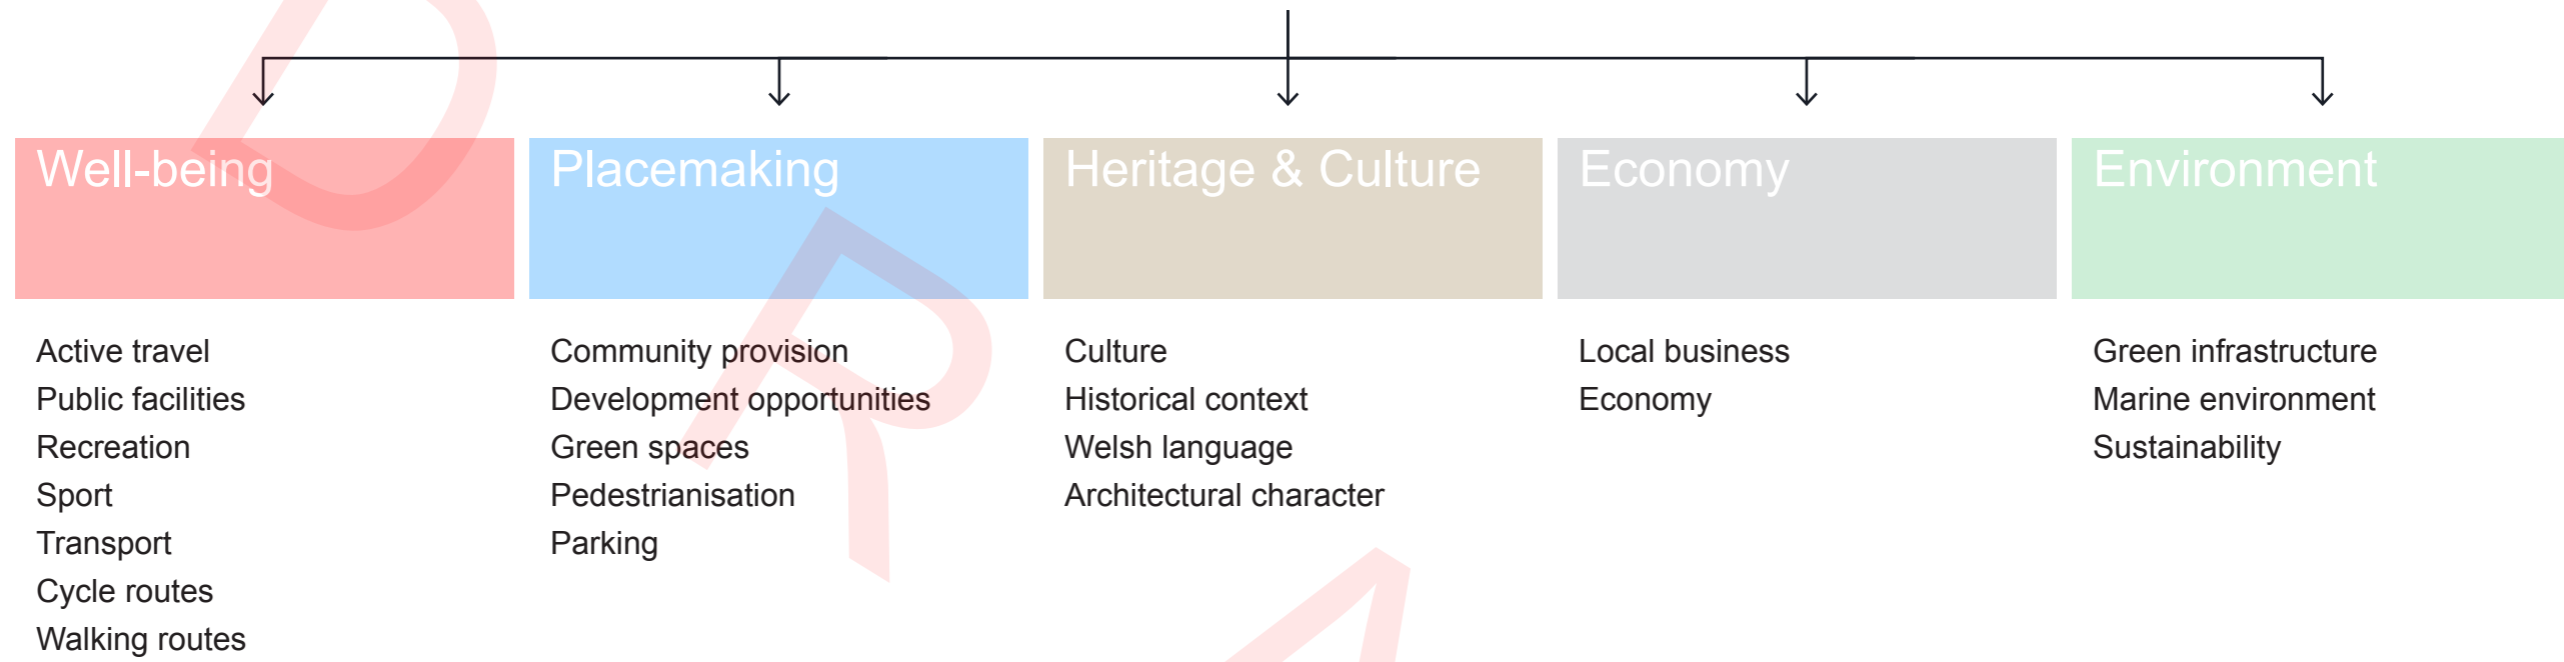 Well-being
Active travel
Public facilities
Recreation
Sport
Transport
Cycle routes
Walking routes
Placemaking
Community provision
Development opportunities
Green spaces
Pedestrianisation
Parking
Heritage & Culture
Culture
Historical context
Welsh language
Architectural character
Economy
Local business
Economy
Environment
Green infrastructure
Marine environment
Sustainability
D
R
A